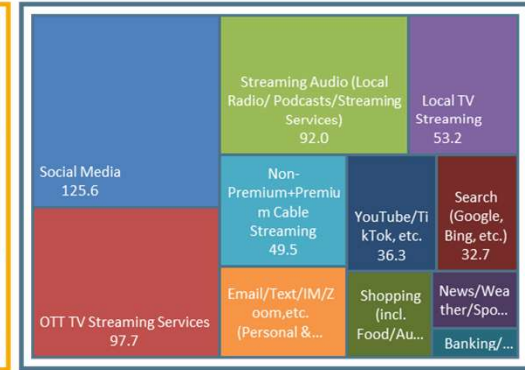 Social Media
125.6
OTT TV Streaming Services
97.7
Streaming Audio (Local
Radio/ Podcasts/Streaming
Services)
92.0
Local TV
Streaming
53.2
Non-
Premium+Premiu
m Cable
Streaming
49.5
YouTube/Ti
kTok, etc.
36.3
Search
(Google,
Bing, etc.)
32.7
Email/Text/IM/Z
oom,etc.
(Personal &...
Shopping
(incl.
Food/Au...
News/Wea
ther/Spo...
Banking/...